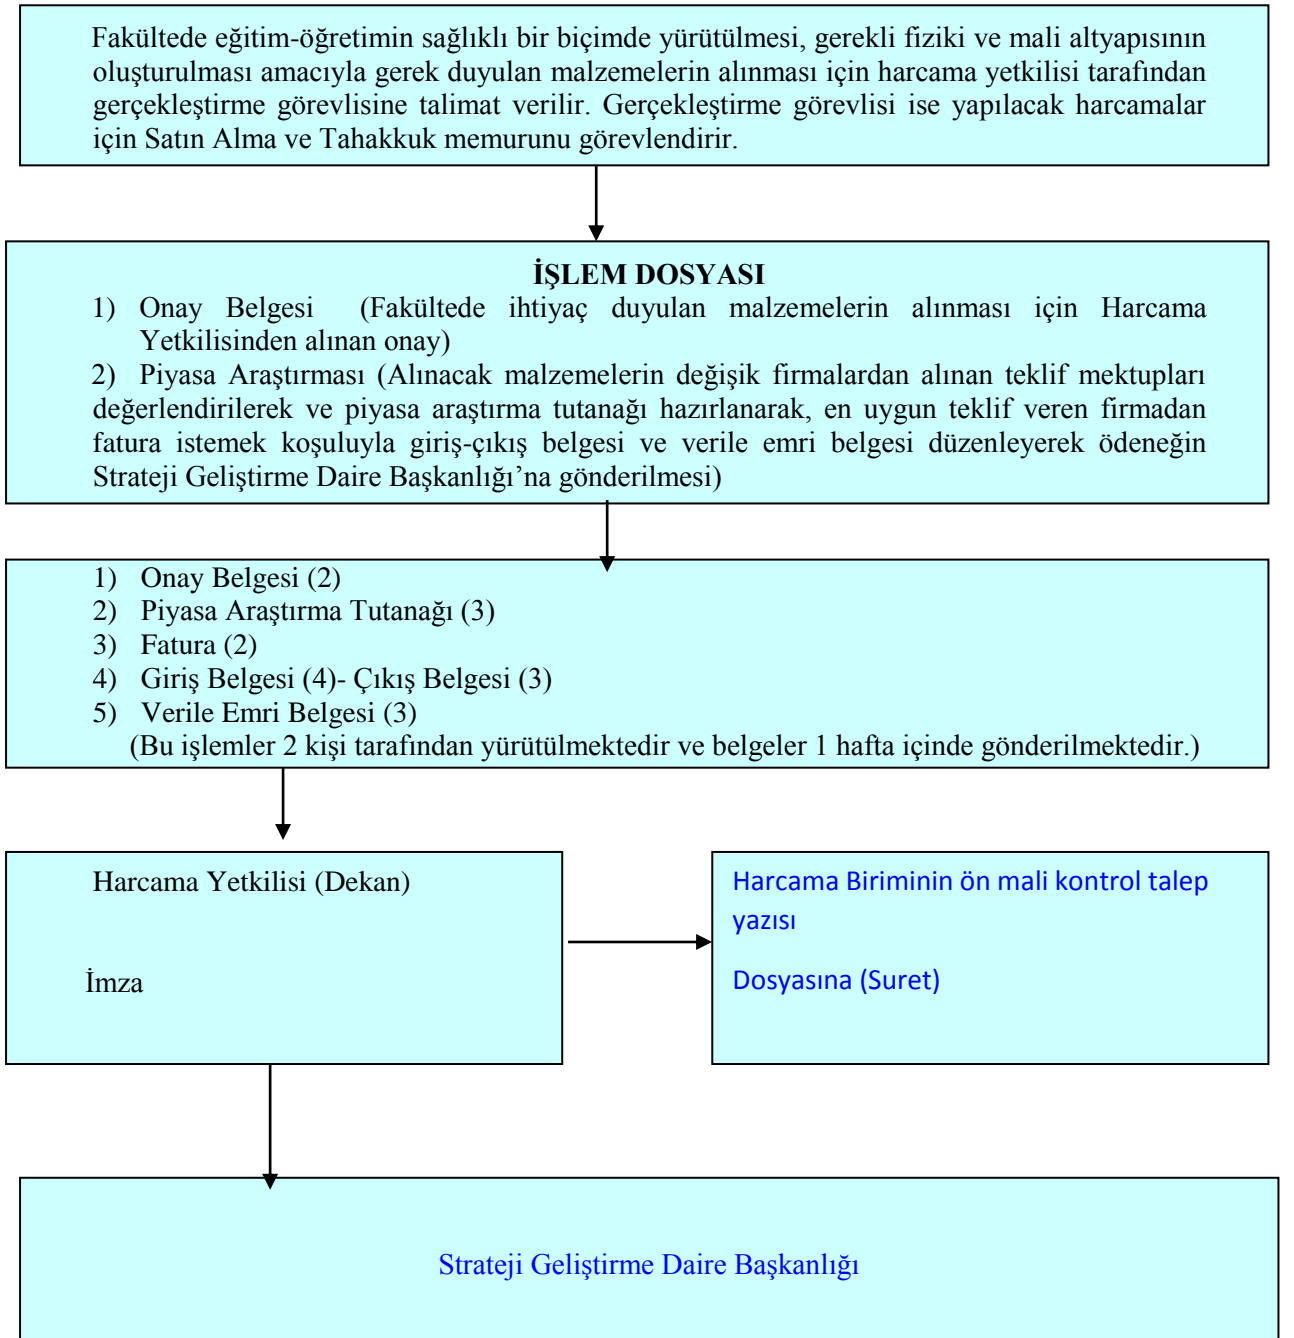 Fakültede eğitim-öğretimin sağlıklı bir biçimde yürütülmesi, gerekli fiziki ve mali altyapısının
oluşturulması amacıyla gerek duyulan malzemelerin alınması için harcama yetkilisi tarafından
gerçekleştirme görevlisine talimat verilir. Gerçekleştirme görevlisi ise yapılacak harcamalar
için Satın Alma ve Tahakkuk memurunu görevlendirir.
İŞLEM DOSYASI
1) Onay Belgesi (Fakültede ihtiyaç duyulan malzemelerin alınması için Harcama
Yetkilisinden alınan onay)
2) Piyasa Araştırması (Alınacak malzemelerin değişik firmalardan alınan teklif mektupları
değerlendirilerek ve piyasa araştırma tutanağı hazırlanarak, en uygun teklif veren firmadan
fatura istemek koşuluyla giriş-çıkış belgesi ve verile emri belgesi düzenleyerek ödeneğin
Strateji Geliştirme Daire Başkanlığı’na gönderilmesi)
1) Onay Belgesi (2)
2) Piyasa Araştırma Tutanağı (3)
3) Fatura (2)
4) Giriş Belgesi (4)- Çıkış Belgesi (3)
5) Verile Emri Belgesi (3)
(Bu işlemler 2 kişi tarafından yürütülmektedir ve belgeler 1 hafta içinde gönderilmektedir.)
Harcama Yetkilisi (Dekan)
İmza
Harcama Biriminin ön mali kontrol talep
yazısı
Dosyasına (Suret)
Strateji Geliştirme Daire Başkanlığı